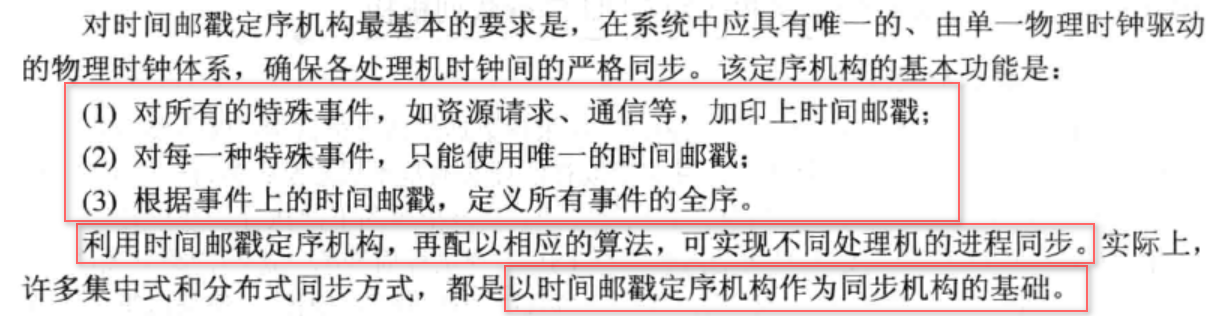 对时间邮戳定序机构最基本的要求是，在系统中应具有唯一的、由单一物理时钟驱动
的物理时钟体系，确保各处理机时钟间的严格同步。该定序机构的基本功能是：
(1) 对所有的特殊事件，如资源请求、通信等，加印上时间邮戳；
(2) 对每一种特殊事件，只能使用唯一的时间邮戳；
(3) 根据事件上的时间邮戳，定义所有事件的全序。
利用时间邮戳定序机构，再配以相应的算法，可实现不同处理机的进程同步。实际上，
许多集中式和分布式同步方式，都是以时间邮戳定序机构作为同步机构的基础。